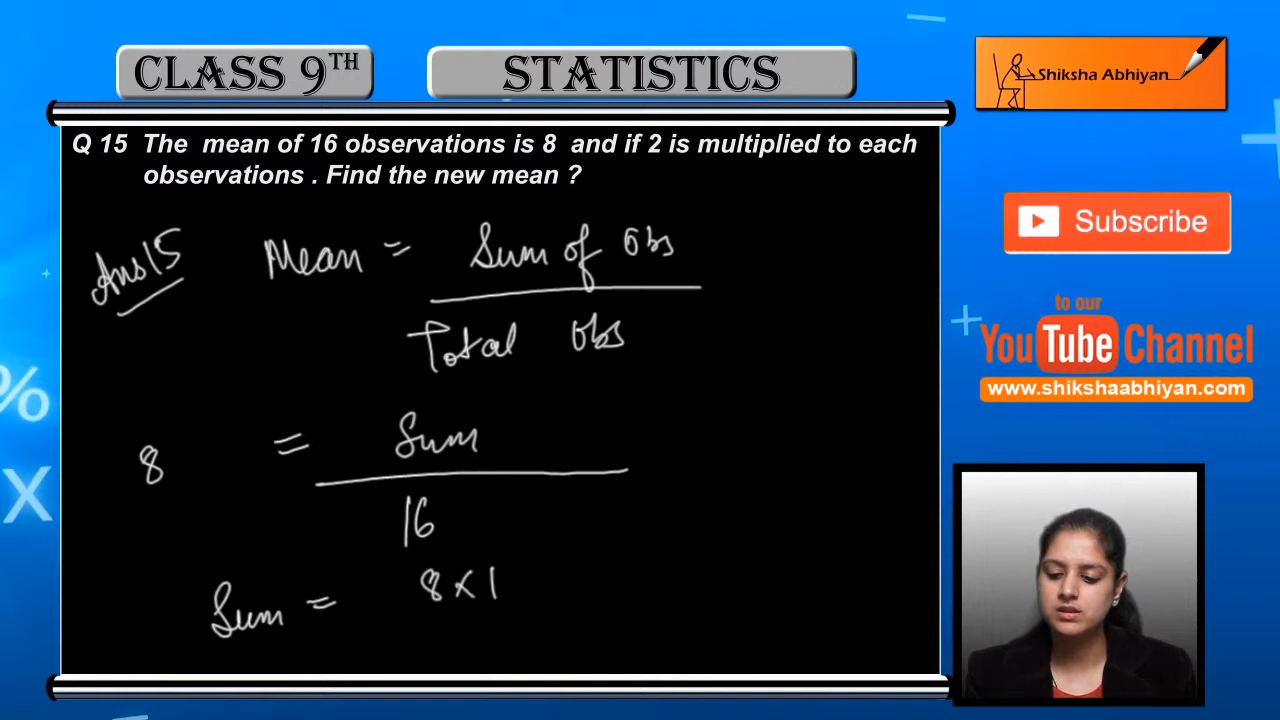 CLASS 9TH
STATISTICS
Shiksha Abhiyan
Q 15 The mean of 16 observations is 8 and if 2 is multiplied to each
observations . Find the new mean ?
Subscribe
to our
YouTube Channel
www.shikshaabhiyan.com
Ans15
Mean = Sum of Obs
Total Obs
8 = Sum
16
Sum = 8 × 1
%
X